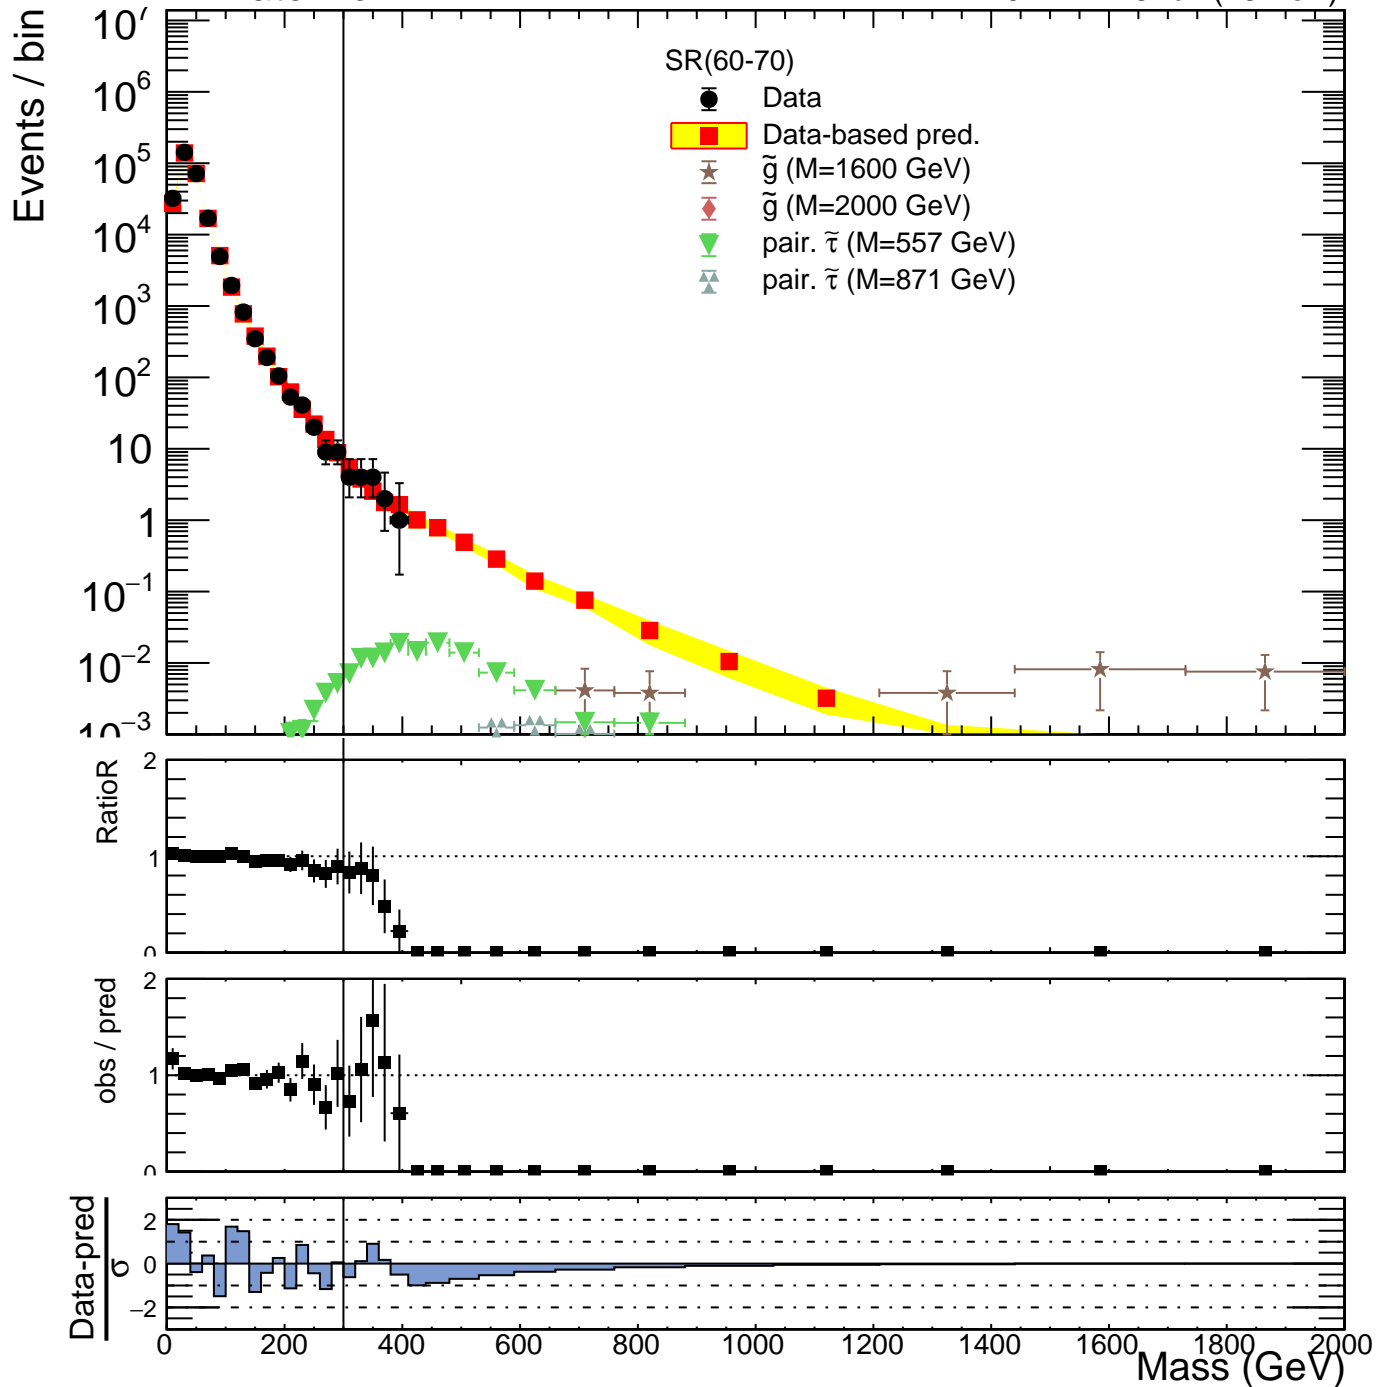 Events / bin
10⁷
10⁶
10⁵
10⁴
10³
10²
10
1
10⁻¹
10⁻²
10⁻³
SR(60-70)
Data
Data-based pred.
g̃ (M=1600 GeV)
g̃ (M=2000 GeV)
pair. τ̃ (M=557 GeV)
pair. τ̃ (M=871 GeV)
RatioR
2
1
0
obs / pred
2
1
0
Data-pred
σ
2
0
−2
0 200 400 600 800 1000 1200 1400 1600 1800 2000
Mass (GeV)